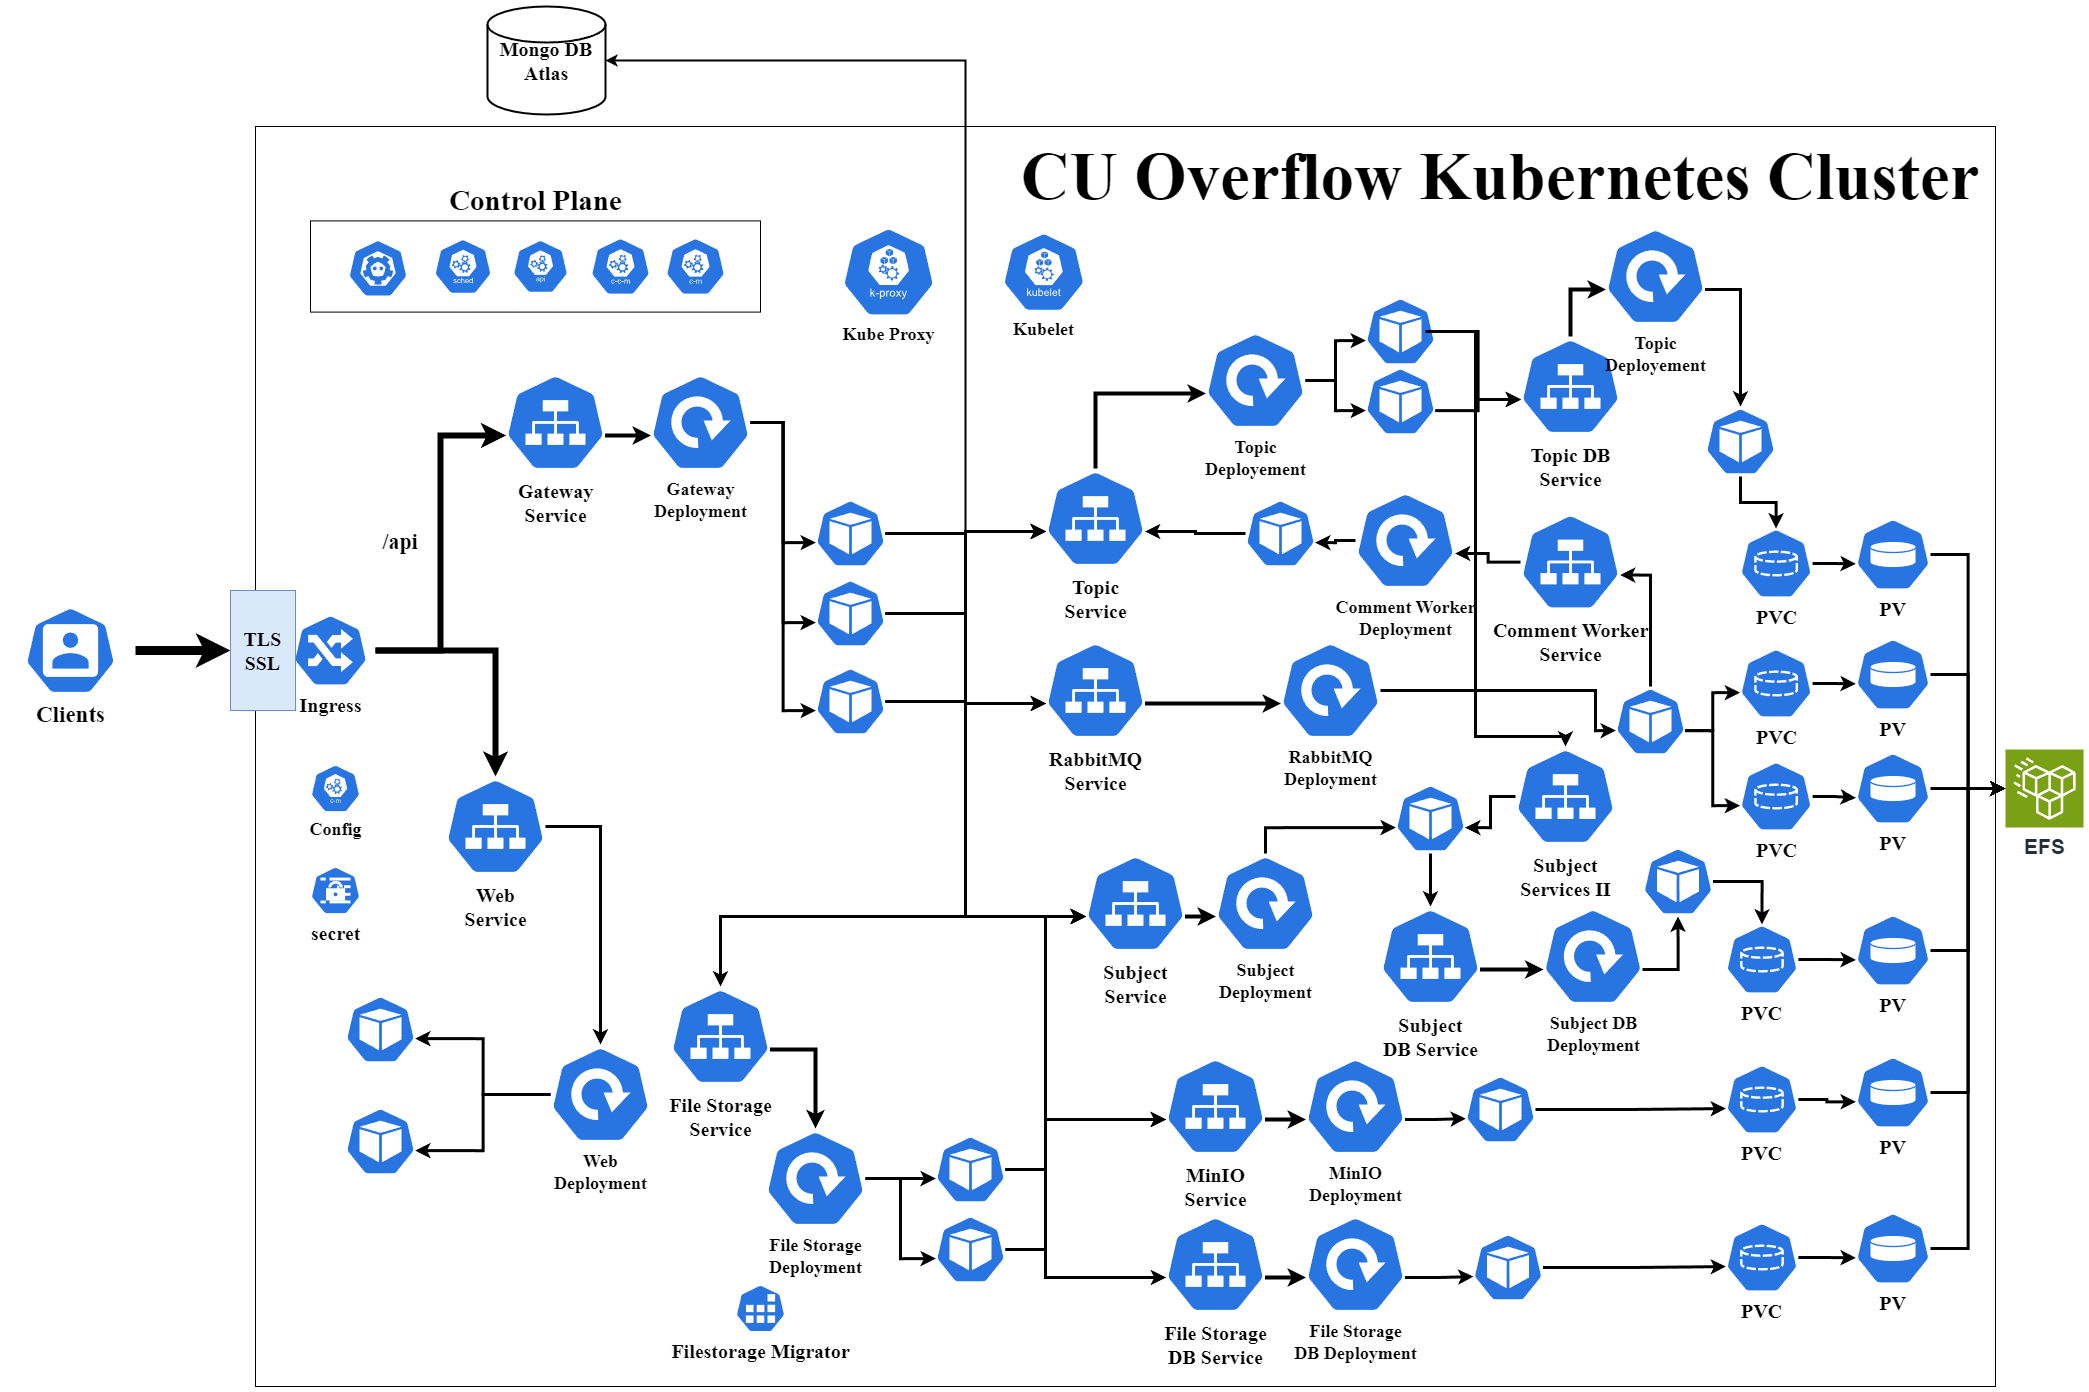 Mongo DB
Atlas
CU Overflow Kubernetes Cluster
Control Plane
sched
api
c-c-m
c-m
k-proxy
Kube Proxy
kubelet
Kubelet
Topic
Deployement
Topic
Deployement
Topic DB
Service
Gateway
Service
Gateway
Deployment
/api
Topic
Service
Comment Worker
Deployment
Comment Worker
Service
PVC
PV
TLS
SSL
Clients
Ingress
RabbitMQ
Service
RabbitMQ
Deployment
PVC
PV
c-m
Config
PVC
PV
EFS
secret
Web
Service
Subject
Services II
Subject
Service
Subject
Deployment
Subject
DB Service
Subject DB
Deployment
PVC
PV
File Storage
Service
Web
Deployment
MinIO
Service
MinIO
Deployment
PVC
PV
File Storage
Deployment
Filestorage Migrator
File Storage
DB Service
File Storage
DB Deployment
PVC
PV